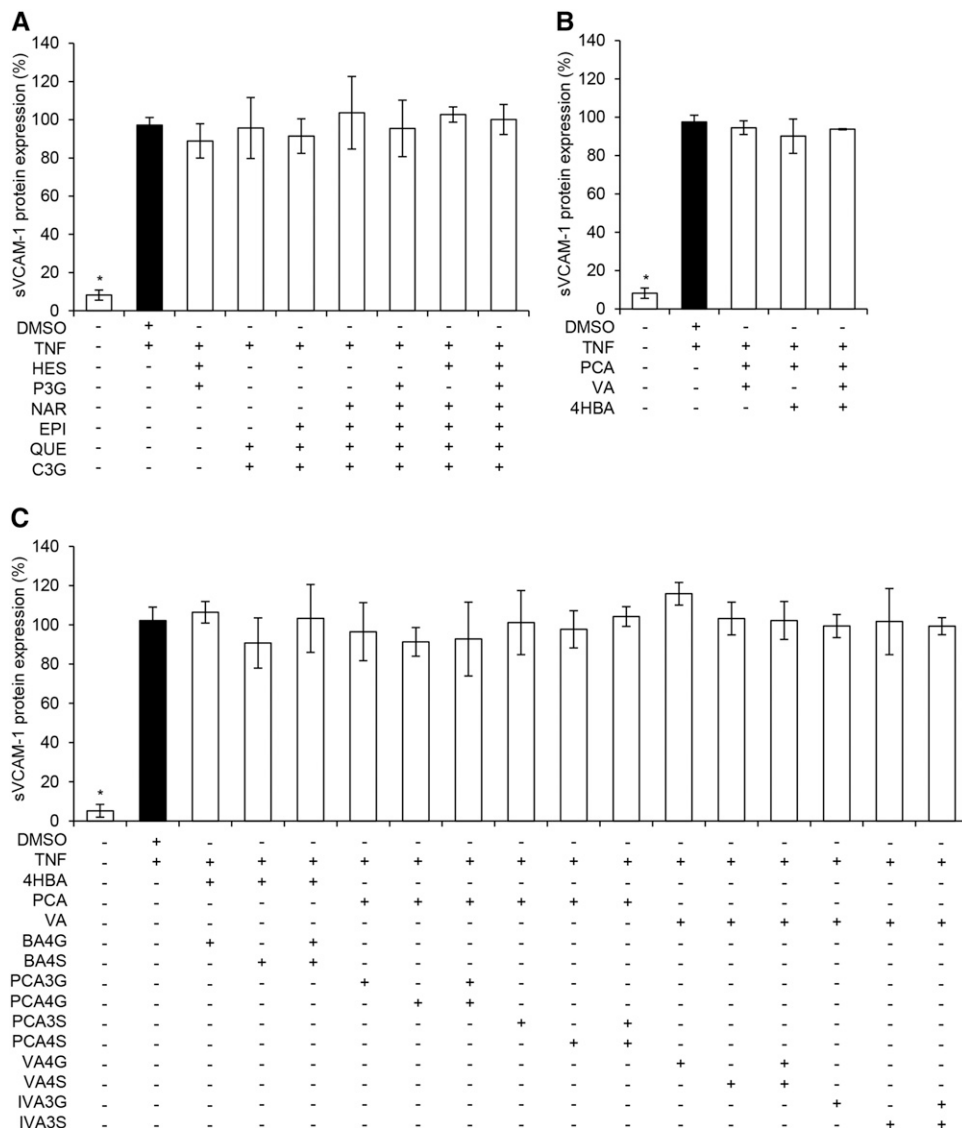 A
sVCAM-1 protein expression (%)
140
120
100
80
60
40
20
0
*
DMSO - + - - - - - - -
TNF - + + + + + + + +
HES - - + - - - - + +
P3G - - + - - - + - +
NAR - - - - - + + + +
EPI - - - - + + + + +
QUE - - - + + + + + +
C3G - - - + + + + + +
B
sVCAM-1 protein expression (%)
140
120
100
80
60
40
20
0
*
DMSO - + - - -
TNF - + + + +
PCA - - + + +
VA - - + - +
4HBA - - - + +
C
sVCAM-1 protein expression (%)
140
120
100
80
60
40
20
0
*
DMSO - + - - - - - - - - - - - - - - -
TNF - + + + + + + + + + + + + + + + +
4HBA - - + + + - - - - - - - - - - - -
PCA - - - - - + + + + + + - - - - - -
VA - - - - - - - - - - - + + + + + +
BA4G - - + - + - - - - - - - - - - - -
BA4S - - - + + - - - - - - - - - - - -
PCA3G - - - - - + - + - - - - - - - - -
PCA4G - - - - - - + + - - - - - - - - -
PCA3S - - - - - - - - + - + - - - - - -
PCA4S - - - - - - - - - + + - - - - - -
VA4G - - - - - - - - - - - + - + - - -
VA4S - - - - - - - - - - - - + + - - -
IVA3G - - - - - - - - - - - - - - + - +
IVA3S - - - - - - - - - - - - - - - + +